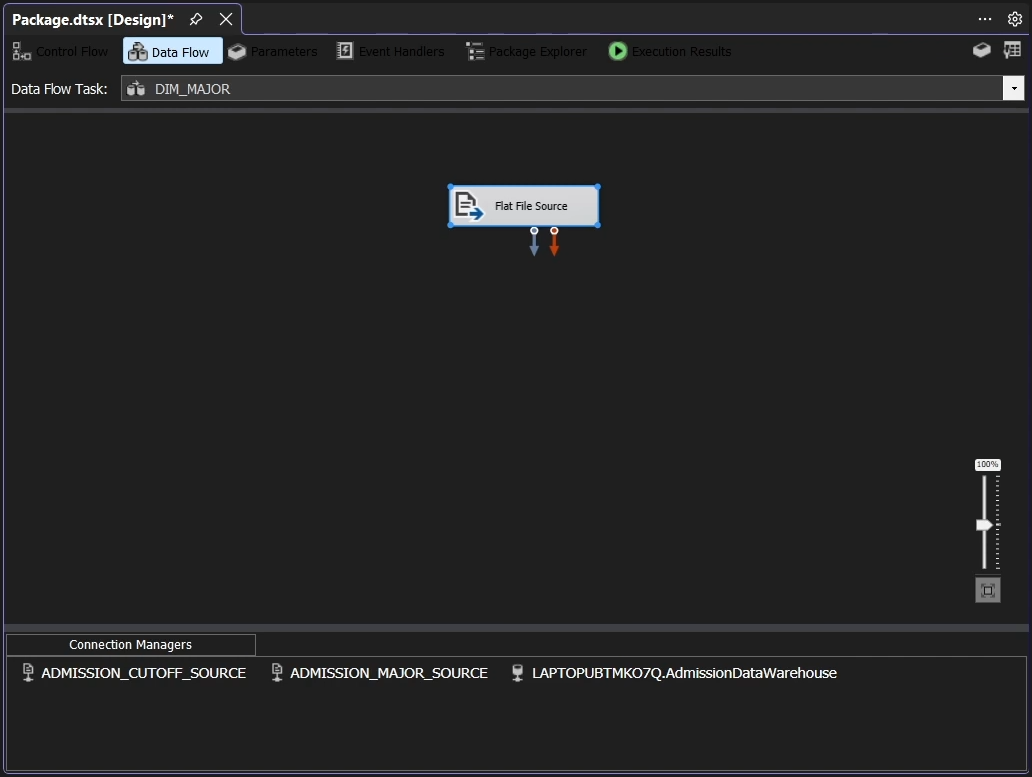 Package.dtsx [Design]*
Control Flow Data Flow Parameters Event Handlers Package Explorer Execution Results
Data Flow Task: DIM_MAJOR
Flat File Source
100%
Connection Managers
ADMISSION_CUTOFF_SOURCE ADMISSION_MAJOR_SOURCE LAPTOPUBTMKO7Q.AdmissionDataWarehouse